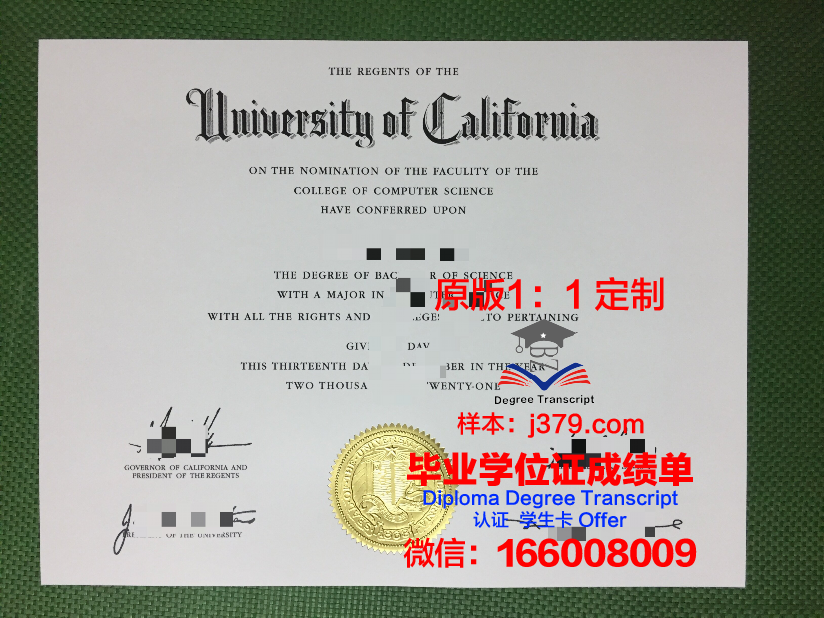 THE REGENTS OF THE
University of California
ON THE NOMINATION OF THE FACUILITY OF THE
COLLEGE OF COMPUTER SCIENCE
HAVE CONFERRED UPON
THE DEGREE OF BAC R OF SCIENCE
WITH A MAJOR IN
原版1：1 定制
WITH ALL THE RIGHTS AND TO PERTAINING
DAY
THIS THIRTEENTH IN THE YEAR
TWO WENTY-ONE
Degree Transcript
样本：j379.com
GOVERNOR OF CALIFORNIA AND
PRESIDENT OF THE REGENTS
毕业学位证成绩单
Diploma Degree Transcript
认证 学生卡 Offer
OF THE UNIVERSITY
微信：166008009